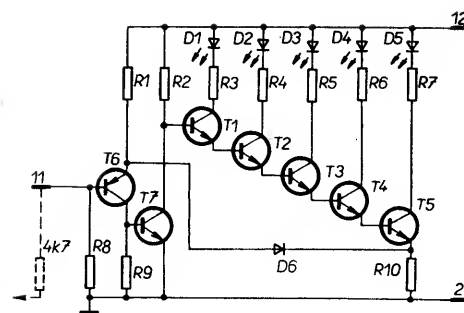 D1 D2 D3 D4 D5 12
R1 R2 R3 R4 R5 R6 R7
T1
T2
T6
T3
11
T7
T4
T5
4k7
R8 R9 D6 R10
2